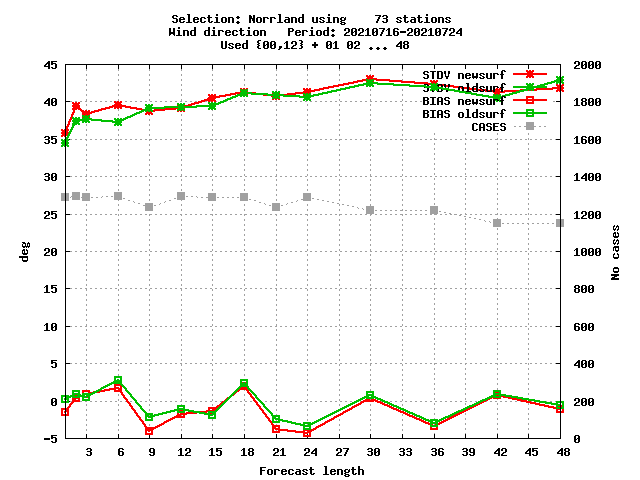 Selection: Norrland using    73 stations
Wind direction   Period: 20210716-20210724
Used {00,12} + 01 02 ... 48
45
40
35
30
25
20
15
10
5
0
-5
deg
2000
1800
1600
1400
1200
1000
800
600
400
200
0
No cases
STDV newsurf
STDV oldsurf
BIAS newsurf
BIAS oldsurf
CASES
3 6 9 12 15 18 21 24 27 30 33 36 39 42 45 48
Forecast length